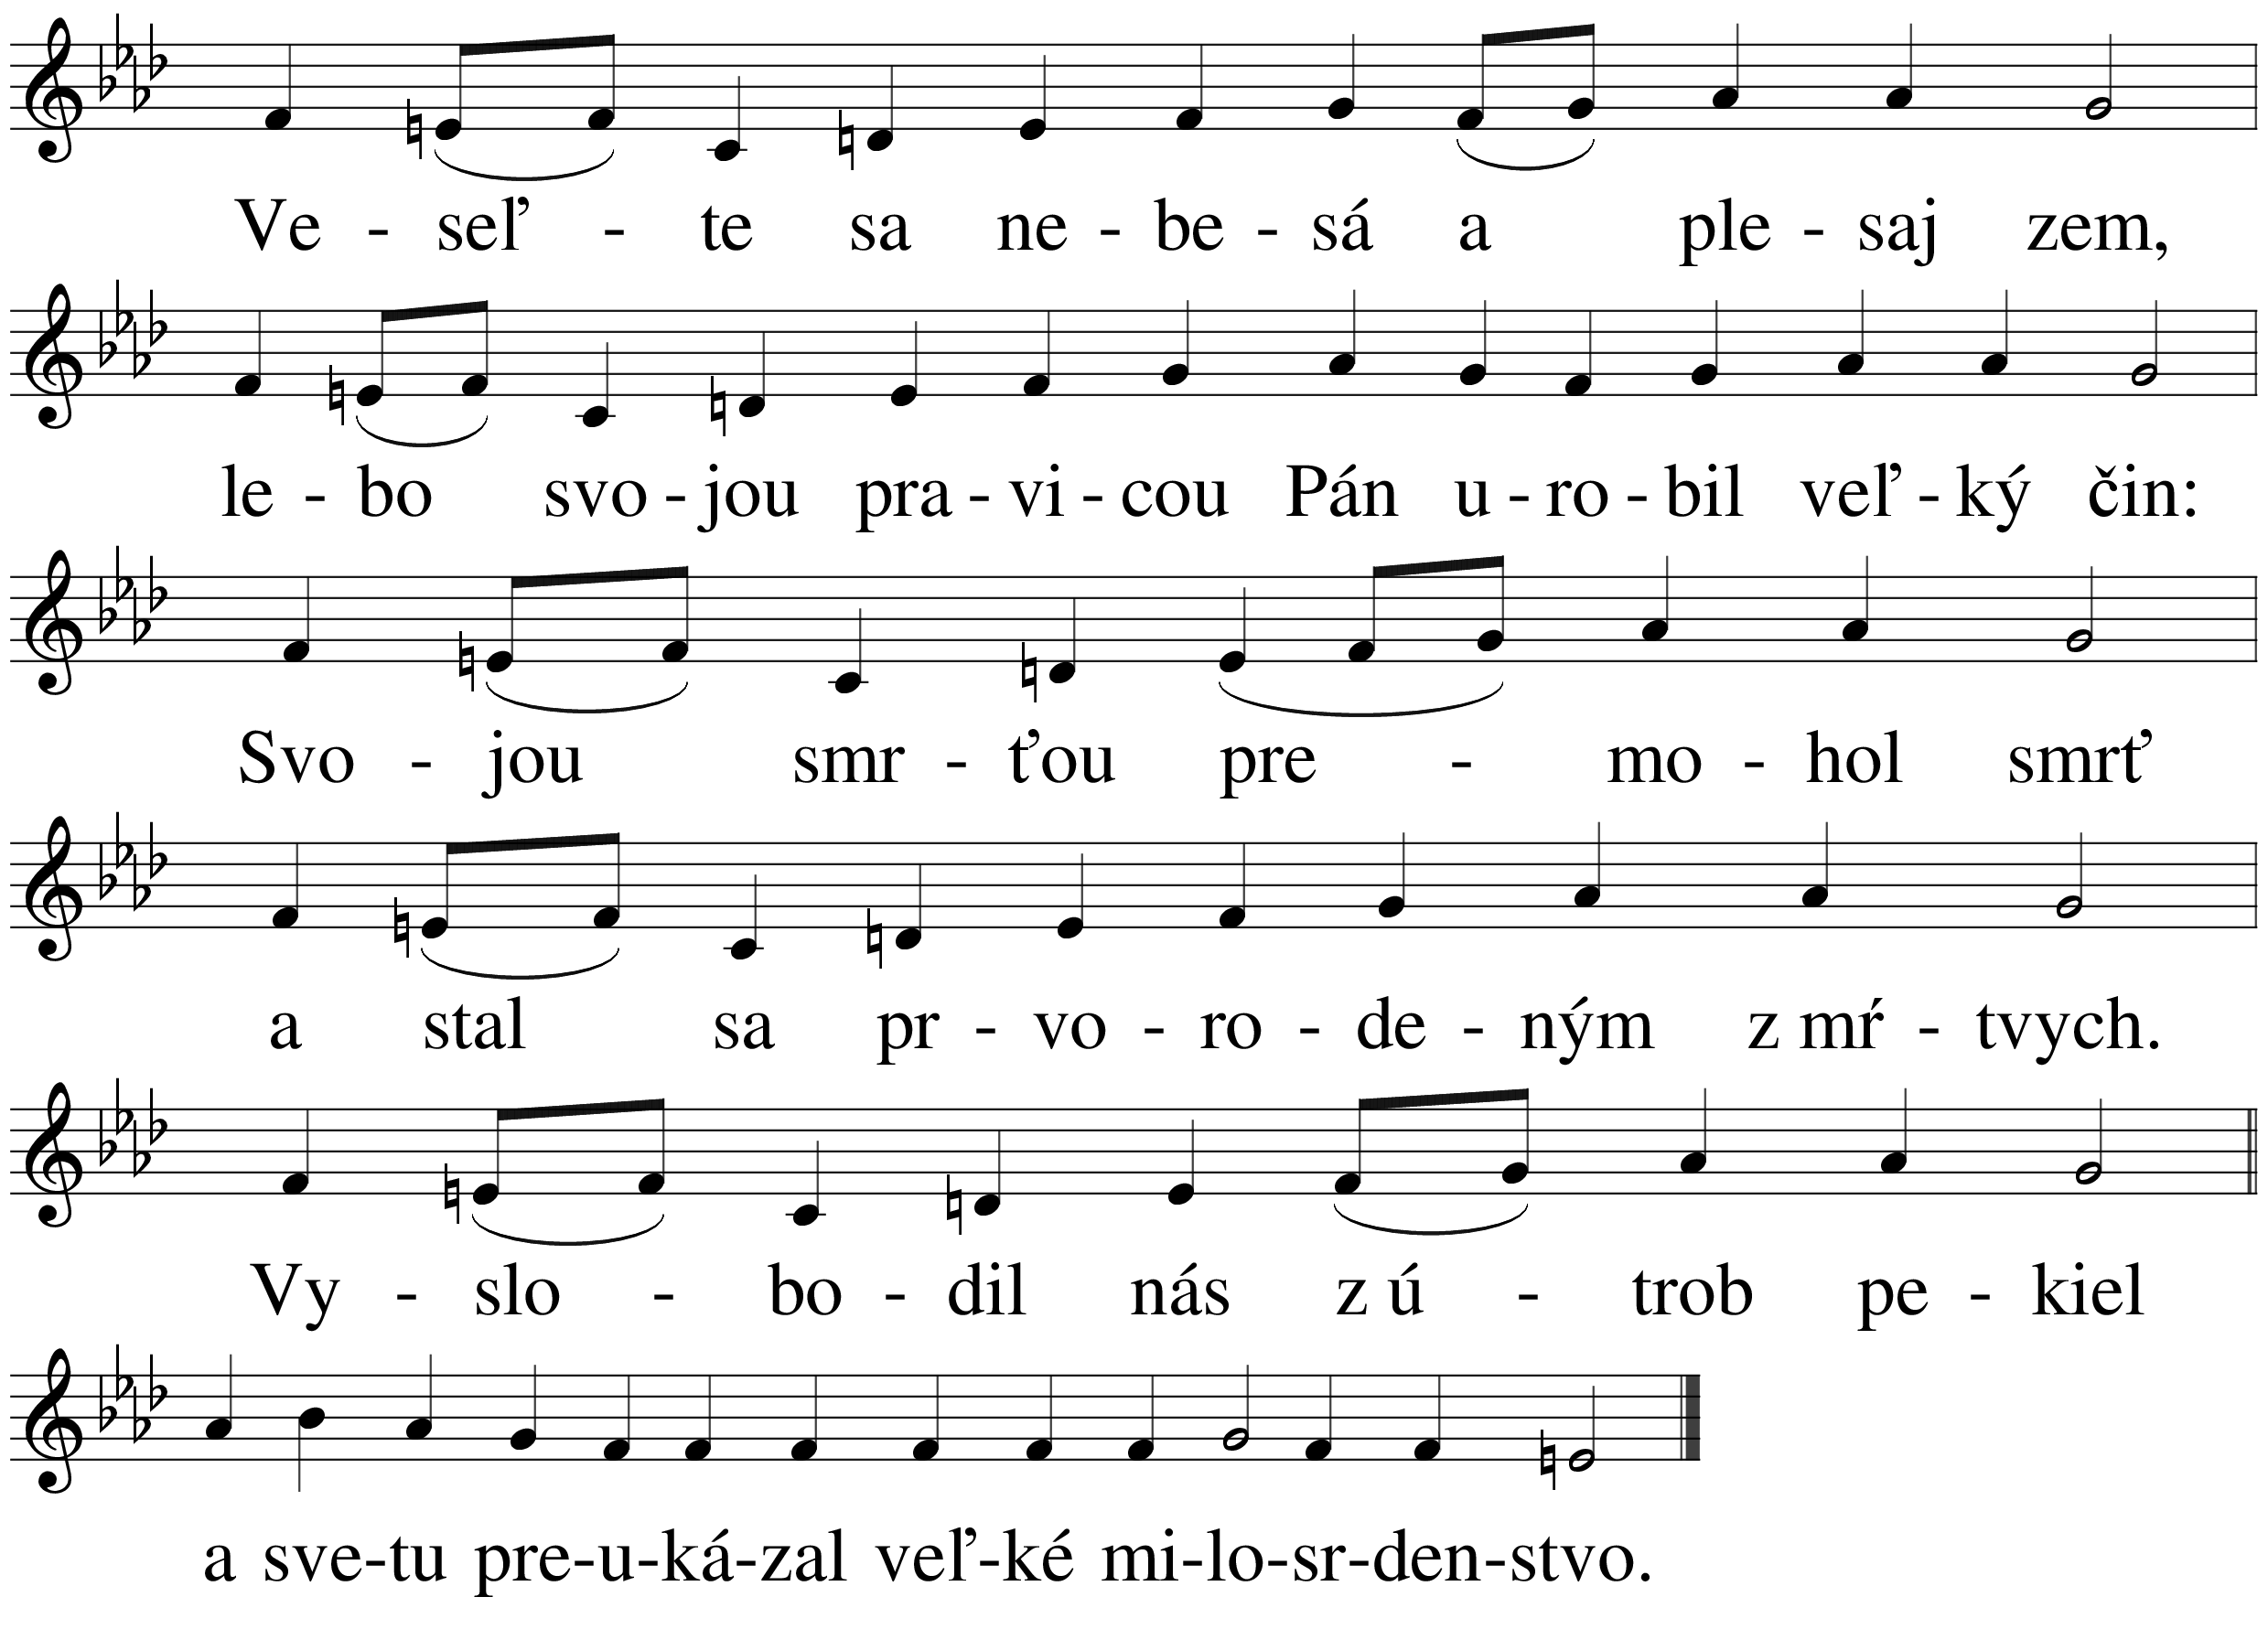 Ve - seľ - te sa ne - be - sá a ple - saj zem,
le - bo svo - jou pra - vi - cou Pán u - ro - bil veľ - ký čin:
Svo - jou smr - ťou pre - mo - hol smrť
a stal sa pr - vo - ro - de - ným z mŕ - tvych.
Vy - slo - bo - dil nás z ú - trob pe - kiel
a sve-tu pre-u-ká-zal veľ-ké mi-lo-sr-den-stvo.